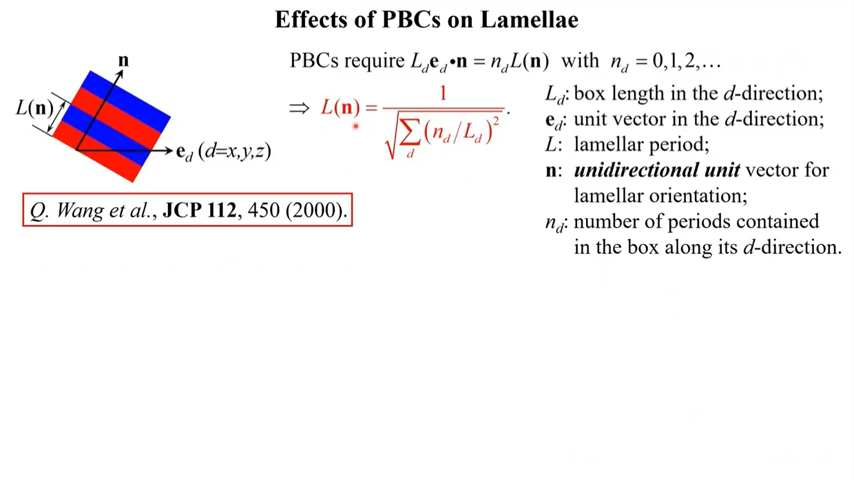 Effects of PBCs on Lamellae
n
L(n)
e_d (d=x,y,z)
Q. Wang et al., JCP 112, 450 (2000).
PBCs require L_d e_d•n = n_d L(n) with n_d = 0,1,2,…
⇒ L(n) = 1 / √(∑_d (n_d/L_d)^2).
L_d: box length in the d-direction;
e_d: unit vector in the d-direction;
L: lamellar period;
n: unidirectional unit vector for
lamellar orientation;
n_d: number of periods contained
in the box along its d-direction.